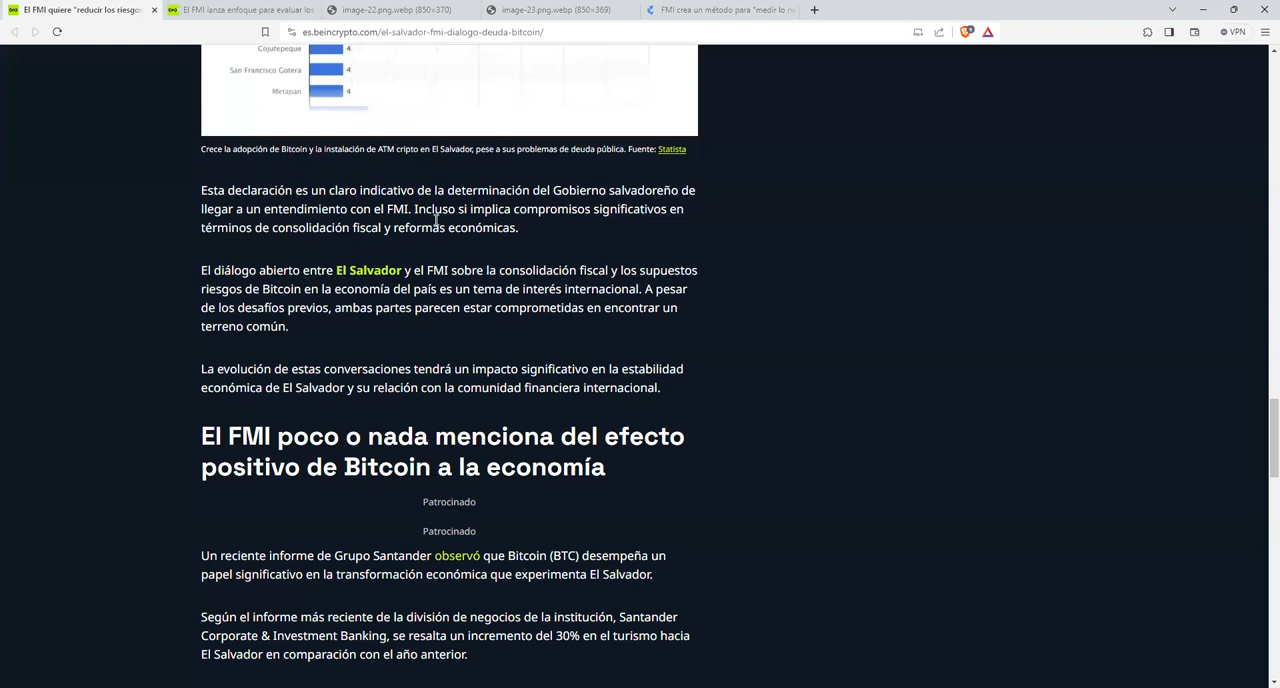 El FMI quiere "reducir los riesgos
El FMI lanza enfoque para evaluar los
image-22.png.webp (850×370)
image-23.png.webp (850×369)
FMI crea un método para "medir lo
es.beincrypto.com/el-salvador-fmi-dialogo-deuda-bitcoin/
VPN
Cojutepeque 4
San Francisco Gotera 4
Metapan 4
Crece la adopción de Bitcoin y la instalación de ATM cripto en El Salvador, pese a sus problemas de deuda pública. Fuente: Statista
Esta declaración es un claro indicativo de la determinación del Gobierno salvadoreño de
llegar a un entendimiento con el FMI. Incluso si implica compromisos significativos en
términos de consolidación fiscal y reformas económicas.
El diálogo abierto entre El Salvador y el FMI sobre la consolidación fiscal y los supuestos
riesgos de Bitcoin en la economía del país es un tema de interés internacional. A pesar
de los desafíos previos, ambas partes parecen estar comprometidas en encontrar un
terreno común.
La evolución de estas conversaciones tendrá un impacto significativo en la estabilidad
económica de El Salvador y su relación con la comunidad financiera internacional.
El FMI poco o nada menciona del efecto
positivo de Bitcoin a la economía
Patrocinado
Patrocinado
Un reciente informe de Grupo Santander observó que Bitcoin (BTC) desempeña un
papel significativo en la transformación económica que experimenta El Salvador.
Según el informe más reciente de la división de negocios de la institución, Santander
Corporate & Investment Banking, se resalta un incremento del 30% en el turismo hacia
El Salvador en comparación con el año anterior.